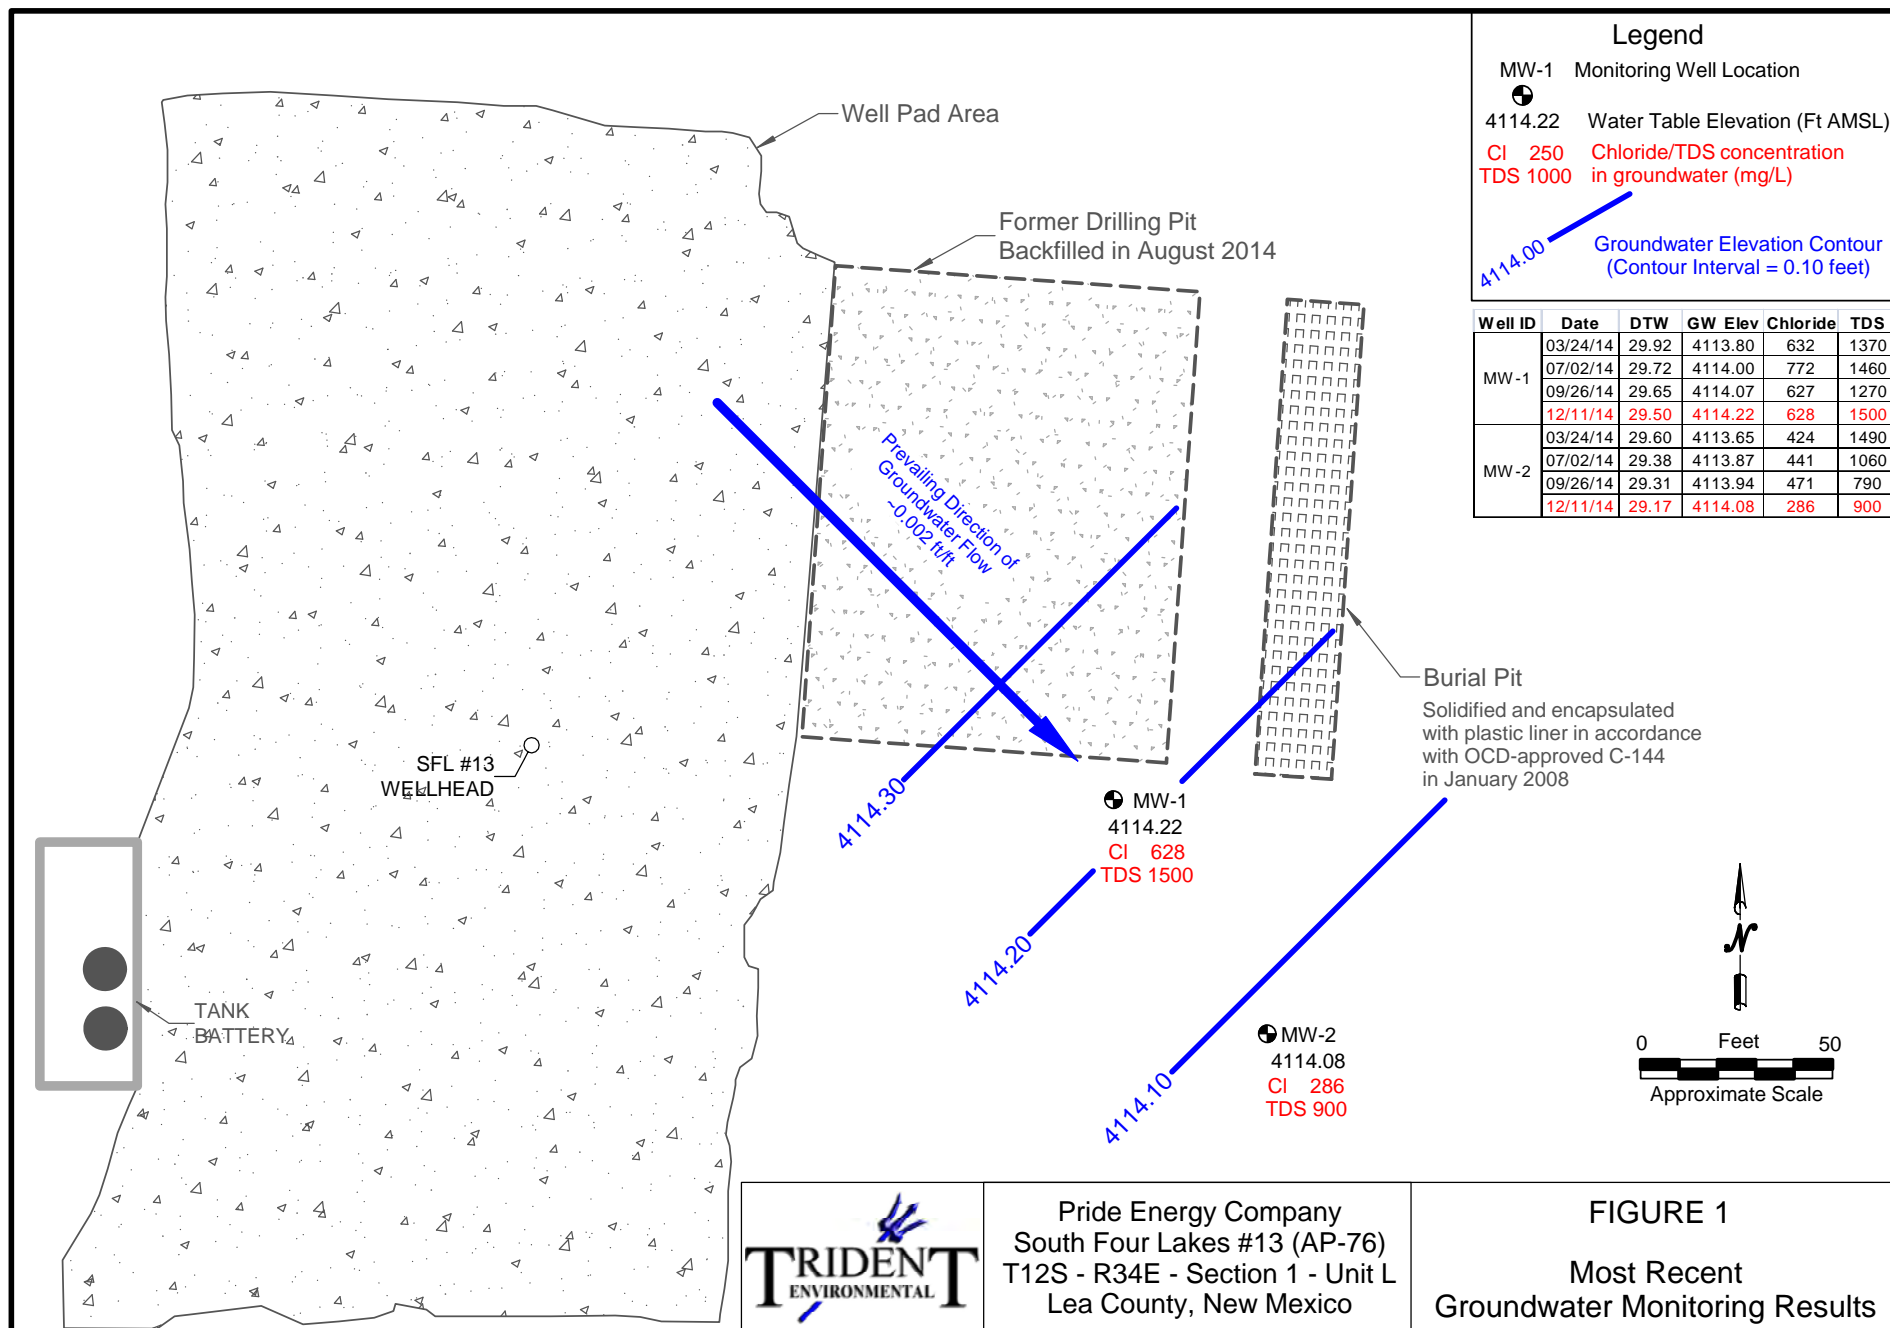 Legend
MW-1 Monitoring Well Location
4114.22 Water Table Elevation (Ft AMSL)
Cl 250 Chloride/TDS concentration
TDS 1000 in groundwater (mg/L)
4114.00
Groundwater Elevation Contour
(Contour Interval = 0.10 feet)
Well ID Date DTW GW Elev Chloride TDS
MW-1
03/24/14 29.92 4113.80 632 1370
07/02/14 29.72 4114.00 772 1460
09/26/14 29.65 4114.07 627 1270
12/11/14 29.50 4114.22 628 1500
MW-2
03/24/14 29.60 4113.65 424 1490
07/02/14 29.38 4113.87 441 1060
09/26/14 29.31 4113.94 471 790
12/11/14 29.17 4114.08 286 900
Well Pad Area
Former Drilling Pit
Backfilled in August 2014
Prevailing Direction of
Groundwater Flow
~0.002 ft/ft
Burial Pit
Solidified and encapsulated
with plastic liner in accordance
with OCD-approved C-144
in January 2008
SFL #13
WELLHEAD
4114.30
MW-1
4114.22
Cl 628
TDS 1500
4114.20
TANK
BATTERY
MW-2
4114.08
Cl 286
TDS 900
4114.10
N
0 Feet 50
Approximate Scale
TRIDENT
ENVIRONMENTAL
Pride Energy Company
South Four Lakes #13 (AP-76)
T12S - R34E - Section 1 - Unit L
Lea County, New Mexico
FIGURE 1
Most Recent
Groundwater Monitoring Results